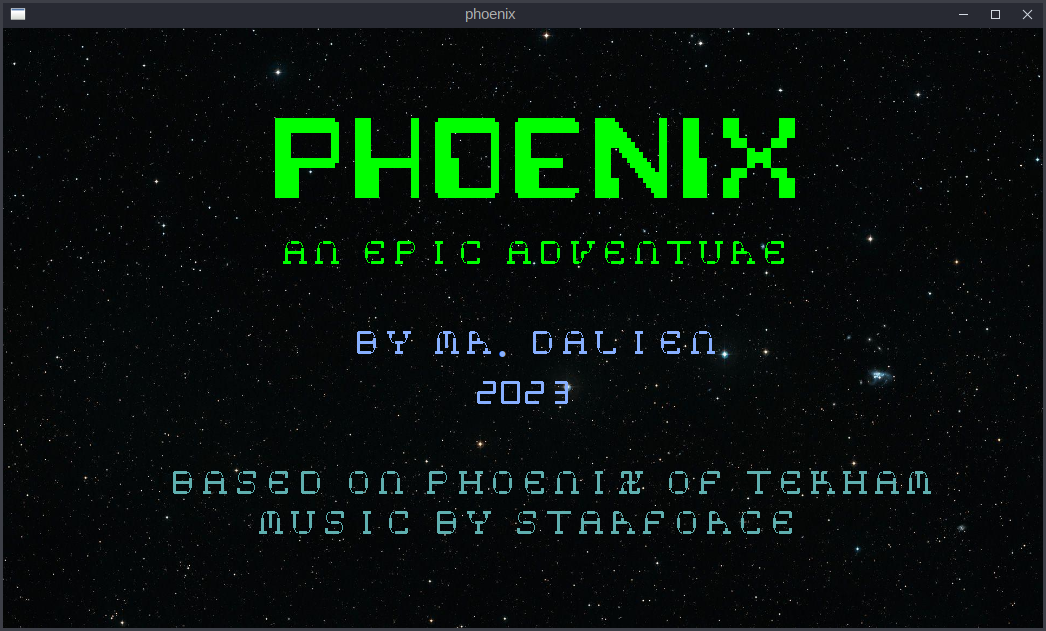 phoenix
PHOENIX
AN EPIC ADVENTURE
BY MR. DALIEN
2023
BASED ON PHOENIX OF TEKHAM
MUSIC BY STARFORCE